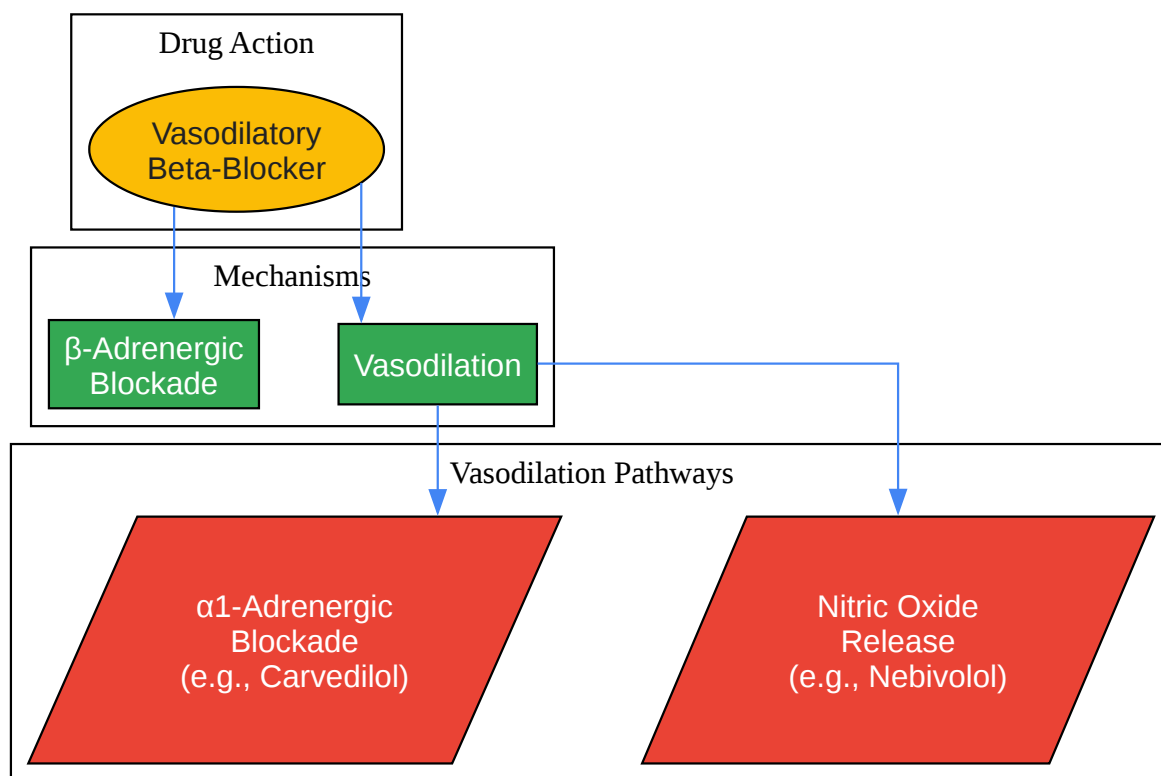 Drug Action
Vasodilatory
Beta-Blocker
Mechanisms
β-Adrenergic
Blockade
Vasodilation
Vasodilation Pathways
α1-Adrenergic
Blockade
(e.g., Carvedilol)
Nitric Oxide
Release
(e.g., Nebivolol)